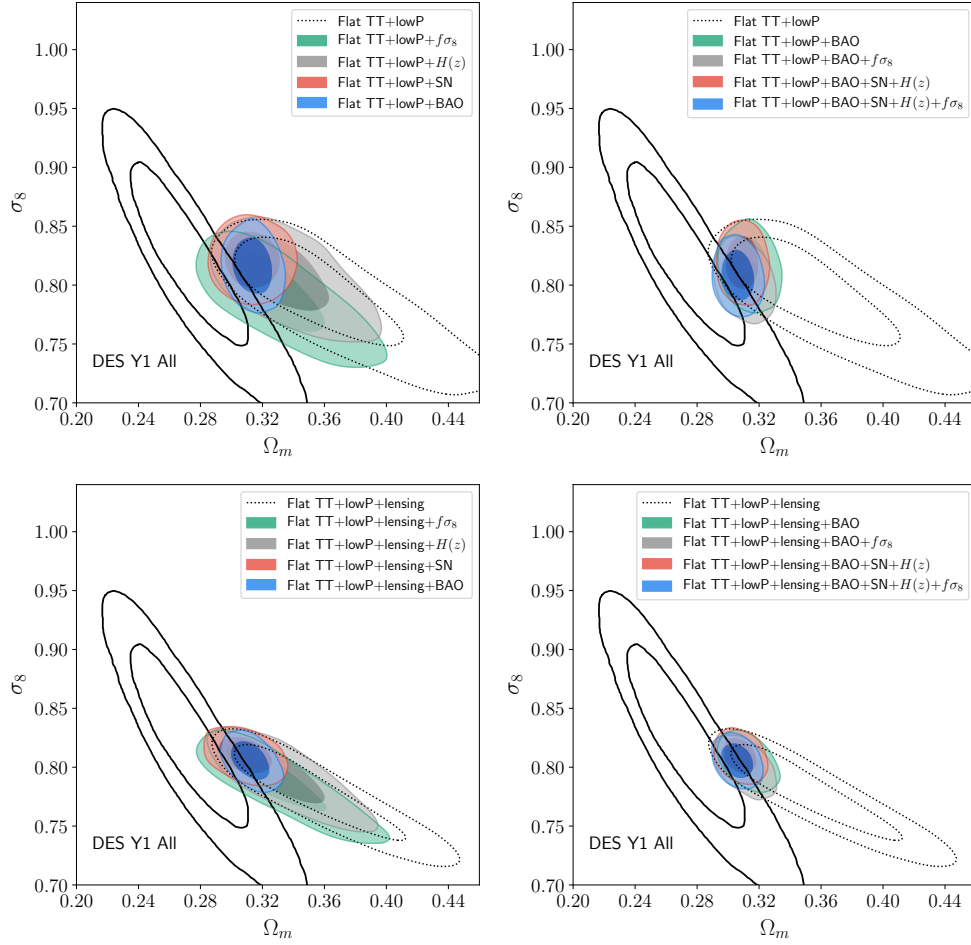 Flat TT+lowP
Flat TT+lowP+fσ₈
Flat TT+lowP+H(z)
Flat TT+lowP+SN
Flat TT+lowP+BAO
1.00
0.95
0.90
0.85
0.80
0.75
0.70
σ₈
DES Y1 All
0.20 0.24 0.28 0.32 0.36 0.40 0.44
Ωₘ
Flat TT+lowP
Flat TT+lowP+BAO
Flat TT+lowP+BAO+fσ₈
Flat TT+lowP+BAO+SN+H(z)
Flat TT+lowP+BAO+SN+H(z)+fσ₈
1.00
0.95
0.90
0.85
0.80
0.75
0.70
σ₈
DES Y1 All
0.20 0.24 0.28 0.32 0.36 0.40 0.44
Ωₘ
Flat TT+lowP+lensing
Flat TT+lowP+lensing+fσ₈
Flat TT+lowP+lensing+H(z)
Flat TT+lowP+lensing+SN
Flat TT+lowP+lensing+BAO
1.00
0.95
0.90
0.85
0.80
0.75
0.70
σ₈
DES Y1 All
0.20 0.24 0.28 0.32 0.36 0.40 0.44
Ωₘ
Flat TT+lowP+lensing
Flat TT+lowP+lensing+BAO
Flat TT+lowP+lensing+BAO+fσ₈
Flat TT+lowP+lensing+BAO+SN+H(z)
Flat TT+lowP+lensing+BAO+SN+H(z)+fσ₈
1.00
0.95
0.90
0.85
0.80
0.75
0.70
σ₈
DES Y1 All
0.20 0.24 0.28 0.32 0.36 0.40 0.44
Ωₘ